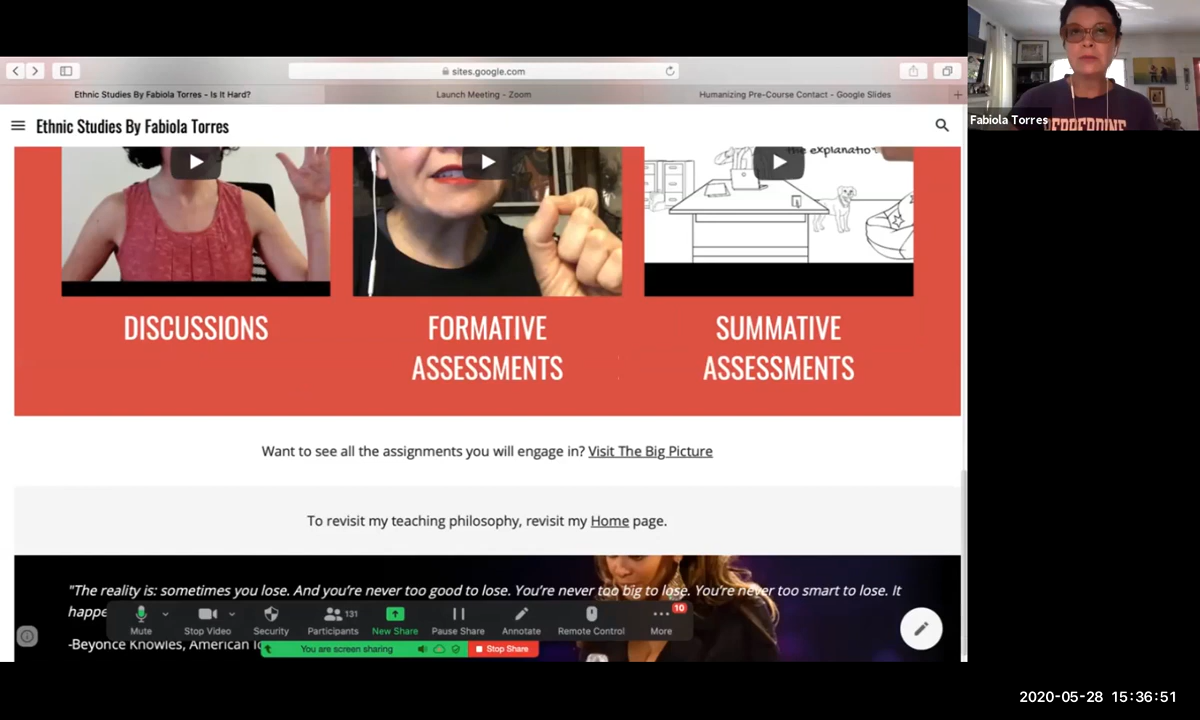 sites.google.com
Ethnic Studies By Fabiola Torres - Is It Hard?
Launch Meeting - Zoom
Humanizing Pre-Course Contact - Google Slides
Ethnic Studies By Fabiola Torres
Fabiola Torres
PEPPERDINE
the explanatio
DISCUSSIONS
FORMATIVE
ASSESSMENTS
SUMMATIVE
ASSESSMENTS
Want to see all the assignments you will engage in? Visit The Big Picture
To revisit my teaching philosophy, revisit my Home page.
"The reality is: sometimes you lose. And you're never too good to lose. You're never too big to lose. You're never too smart to lose. It
happe
-Beyonce Knowles, American Ic
Mute
Stop Video
Security
131
Participants
New Share
Pause Share
Annotate
Remote Control
10
More
You are screen sharing
Stop Share
2020-05-28 15:36:51